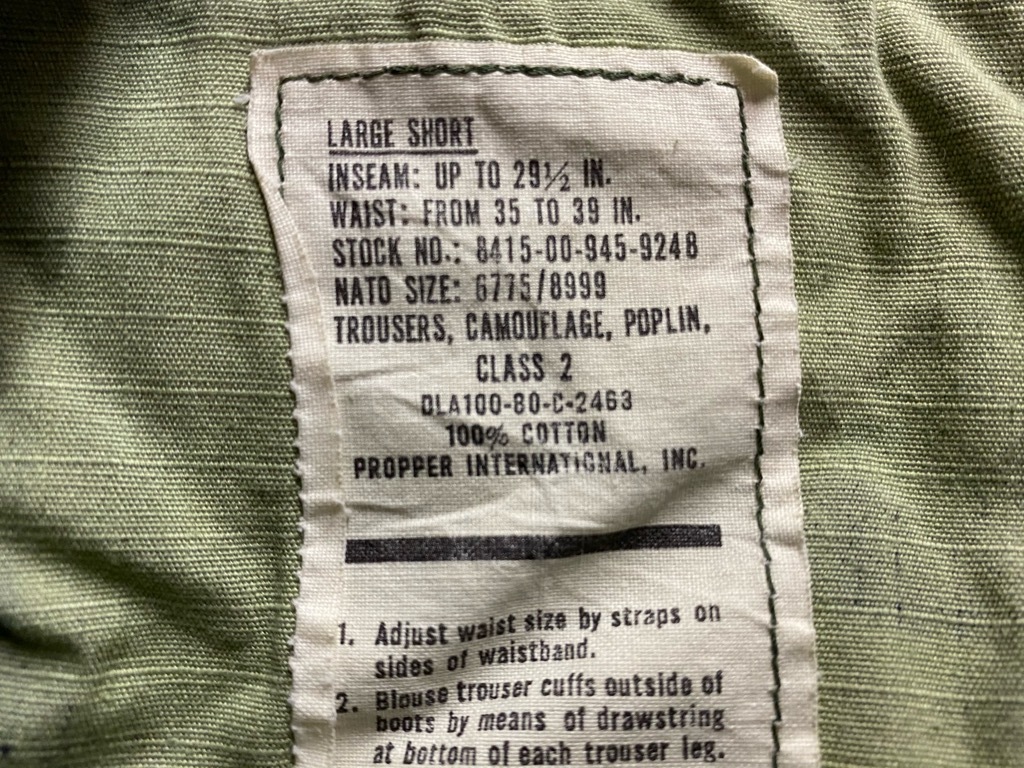 LARGE SHORT
INSEAM: UP TO 29½ IN.
WAIST: FROM 35 TO 39 IN.
STOCK NO.: 8415-00-945-9248
NATO SIZE: 6775/8999
TROUSERS, CAMOUFLAGE, POPLIN,
CLASS 2
DLA100-80-C-2463
100% COTTON
PROPPER INTERNATIONAL, INC.
1. Adjust waist size by straps on
sides of waistband.
2. Blouse trouser cuffs outside of
boots by means of drawstring
at bottom of each trouser leg.